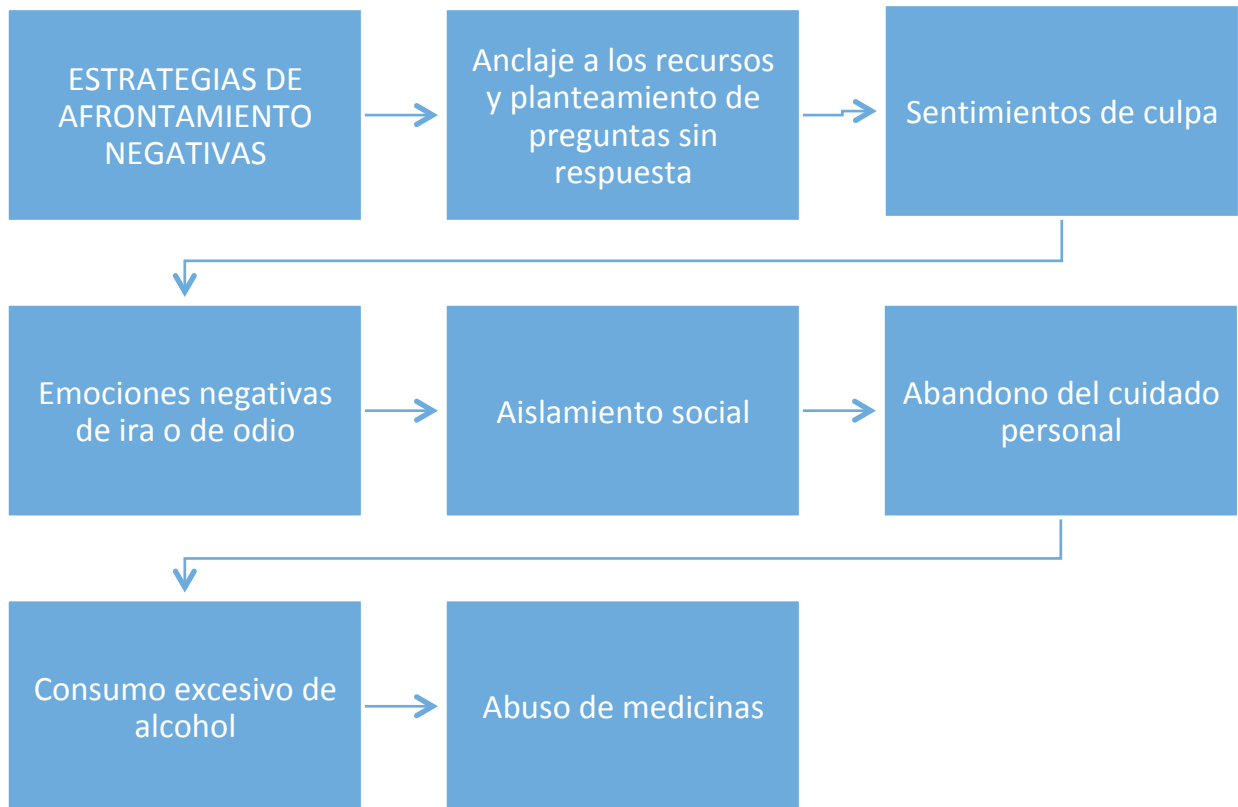 ESTRATEGIAS DE
AFRONTAMIENTO
NEGATIVAS
Anclaje a los recursos
y planteamiento de
preguntas sin
respuesta
Sentimientos de culpa
Emociones negativas
de ira o de odio
Aislamiento social
Abandono del cuidado
personal
Consumo excesivo de
alcohol
Abuso de medicinas